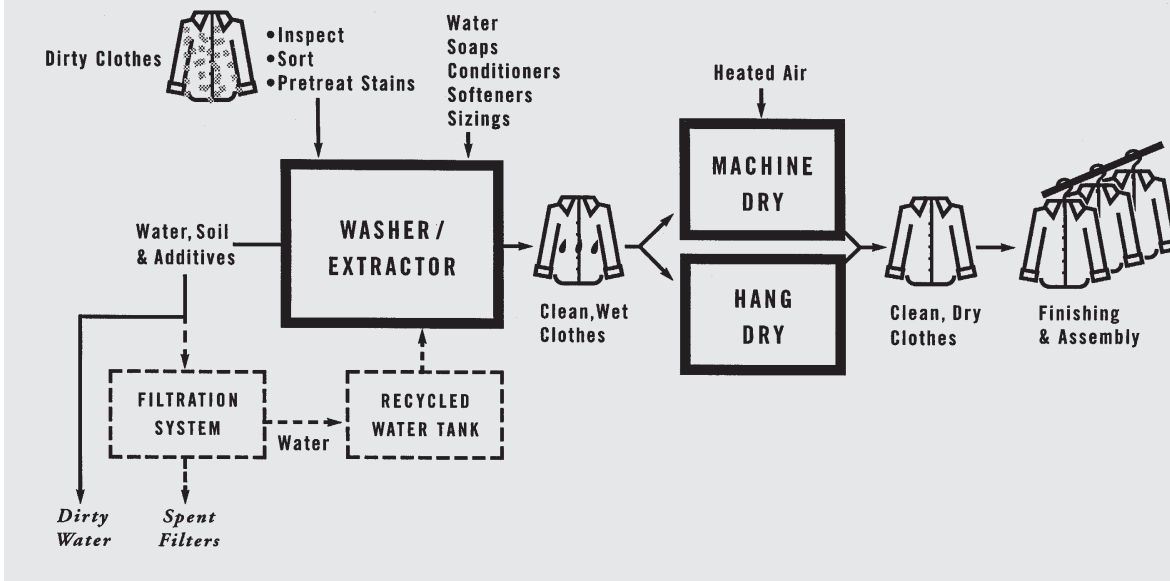 Dirty Clothes
•Inspect
•Sort
•Pretreat Stains
Water
Soaps
Conditioners
Softeners
Sizings
Heated Air
MACHINE
DRY
WASHER/
EXTRACTOR
Water, Soil
& Additives
Clean, Wet
Clothes
HANG
DRY
Clean, Dry
Clothes
Finishing
& Assembly
FILTRATION
SYSTEM
Water
RECYCLED
WATER TANK
Dirty
Water
Spent
Filters